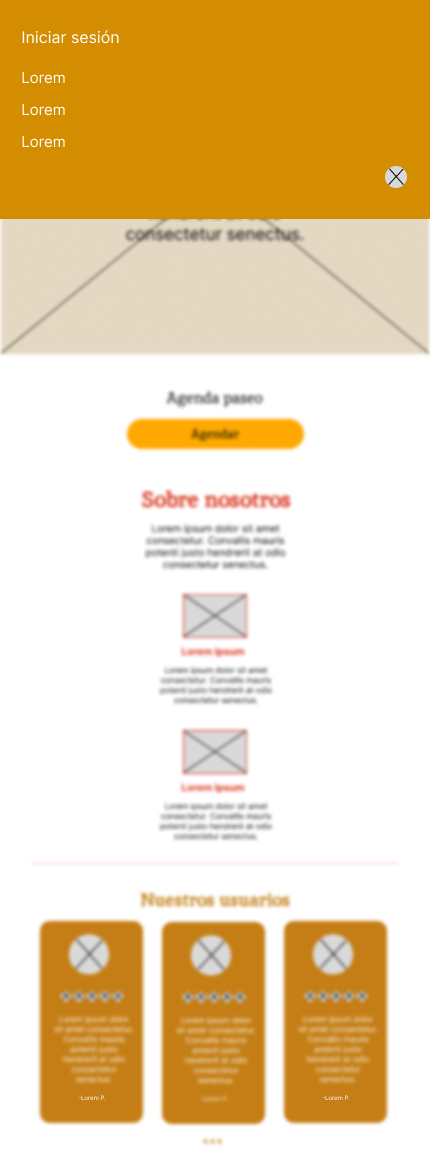 Iniciar sesión
Lorem
Lorem
Lorem
consectetur senectus.
Agenda paseo
Agendar
Sobre nosotros
Lorem ipsum dolor sit amet
consectetur. Convallis mauris
potenti justo hendrerit at odio
consectetur senectus.
Lorem ipsum
Lorem ipsum dolor sit amet
consectetur. Convallis mauris
potenti justo hendrerit at odio
consectetur senectus.
Lorem ipsum
Lorem ipsum dolor sit amet
consectetur. Convallis mauris
potenti justo hendrerit at odio
consectetur senectus.
Nuestros usuarios
Lorem ipsum dolor
sit amet consectetur.
Convallis mauris
potenti justo
hendrerit at odio
consectetur
senectus.
-Lorem P.
Lorem ipsum dolor
sit amet consectetur.
Convallis mauris
potenti justo
hendrerit at odio
consectetur
senectus.
Lorem ipsum dolor
sit amet consectetur.
Convallis mauris
potenti justo
hendrerit at odio
consectetur
senectus.
-Lorem P.